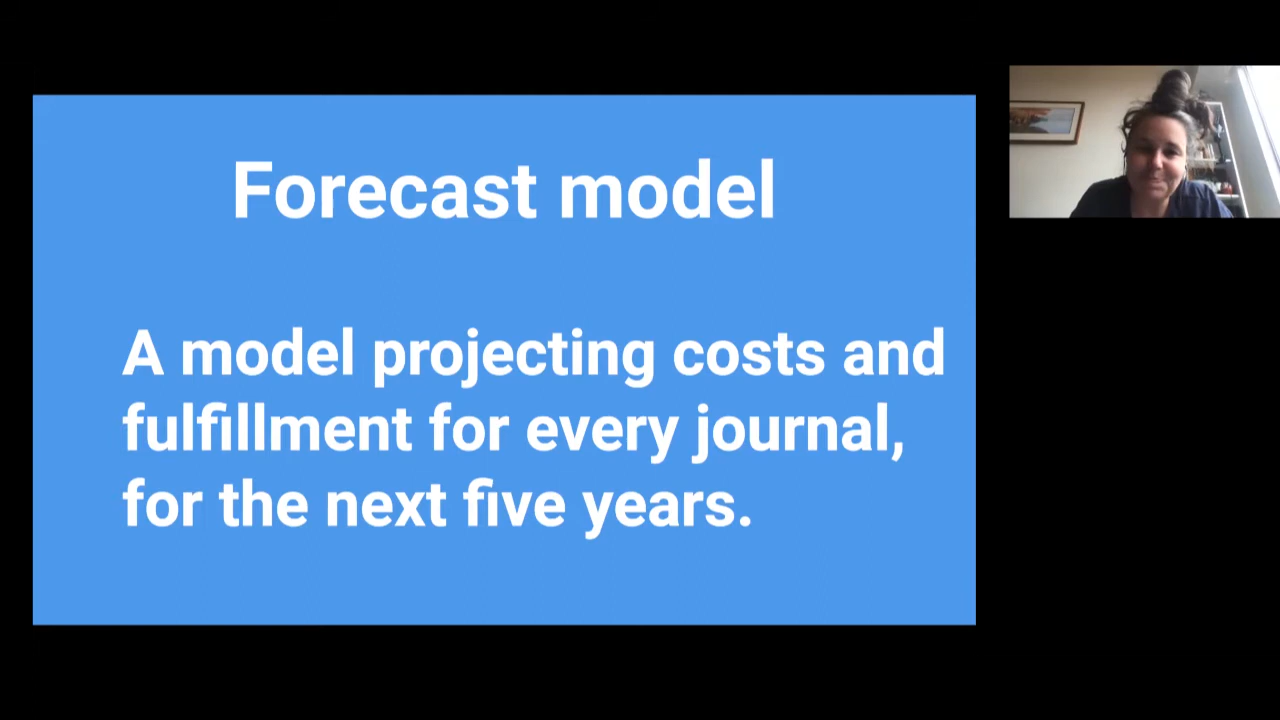 Forecast model
A model projecting costs and
fulfillment for every journal,
for the next five years.